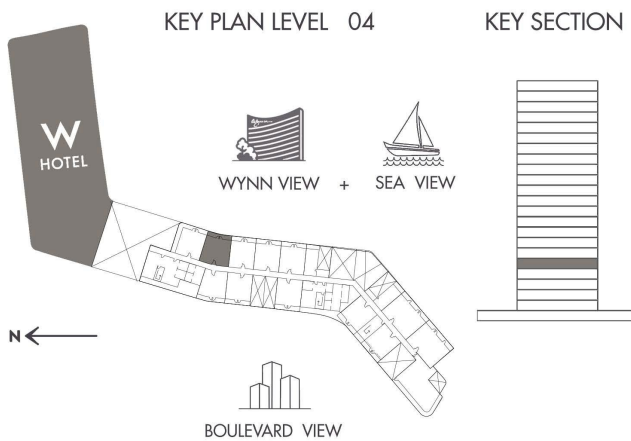 KEY PLAN LEVEL 04
KEY SECTION
W
HOTEL
WYNN VIEW + SEA VIEW
N
BOULEVARD VIEW